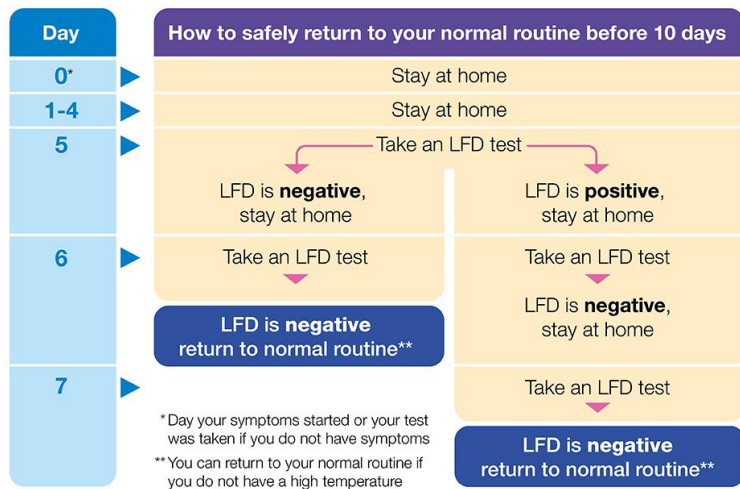 Day
How to safely return to your normal routine before 10 days
0*
Stay at home
1-4
Stay at home
5
Take an LFD test
LFD is negative,
stay at home
LFD is positive,
stay at home
6
Take an LFD test
Take an LFD test
LFD is negative
return to normal routine**
LFD is negative,
stay at home
7
Take an LFD test
* Day your symptoms started or your test
was taken if you do not have symptoms
** You can return to your normal routine if
you do not have a high temperature
LFD is negative
return to normal routine**